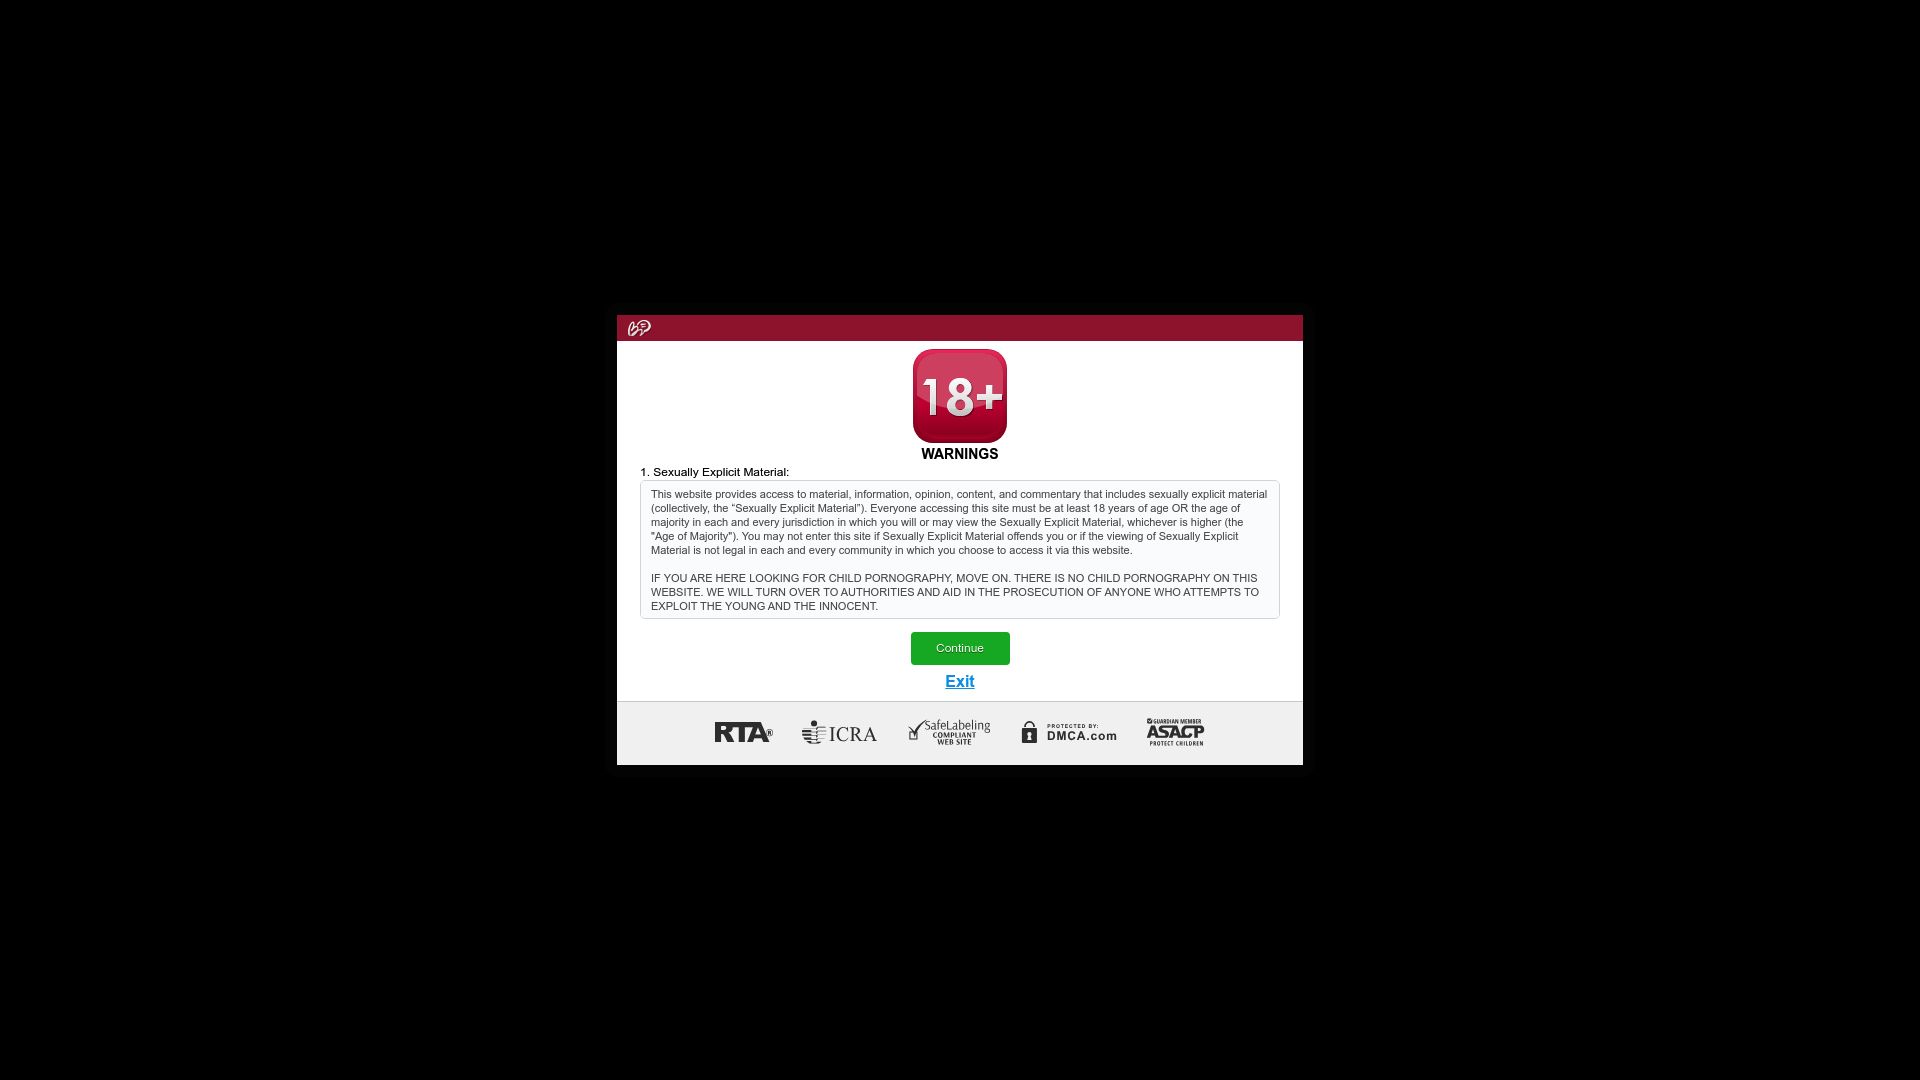 18+
WARNINGS
1. Sexually Explicit Material:
This website provides access to material, information, opinion, content, and commentary that includes sexually explicit material
(collectively, the “Sexually Explicit Material”). Everyone accessing this site must be at least 18 years of age OR the age of
majority in each and every jurisdiction in which you will or may view the Sexually Explicit Material, whichever is higher (the
"Age of Majority"). You may not enter this site if Sexually Explicit Material offends you or if the viewing of Sexually Explicit
Material is not legal in each and every community in which you choose to access it via this website.
IF YOU ARE HERE LOOKING FOR CHILD PORNOGRAPHY, MOVE ON. THERE IS NO CHILD PORNOGRAPHY ON THIS
WEBSITE. WE WILL TURN OVER TO AUTHORITIES AND AID IN THE PROSECUTION OF ANYONE WHO ATTEMPTS TO
EXPLOIT THE YOUNG AND THE INNOCENT.
Continue
Exit
RTA®
ICRA
SafeLabeling
COMPLIANT
WEB SITE
PROTECTED BY:
DMCA.com
GUARDIAN MEMBER
ASACP
PROTECT CHILDREN